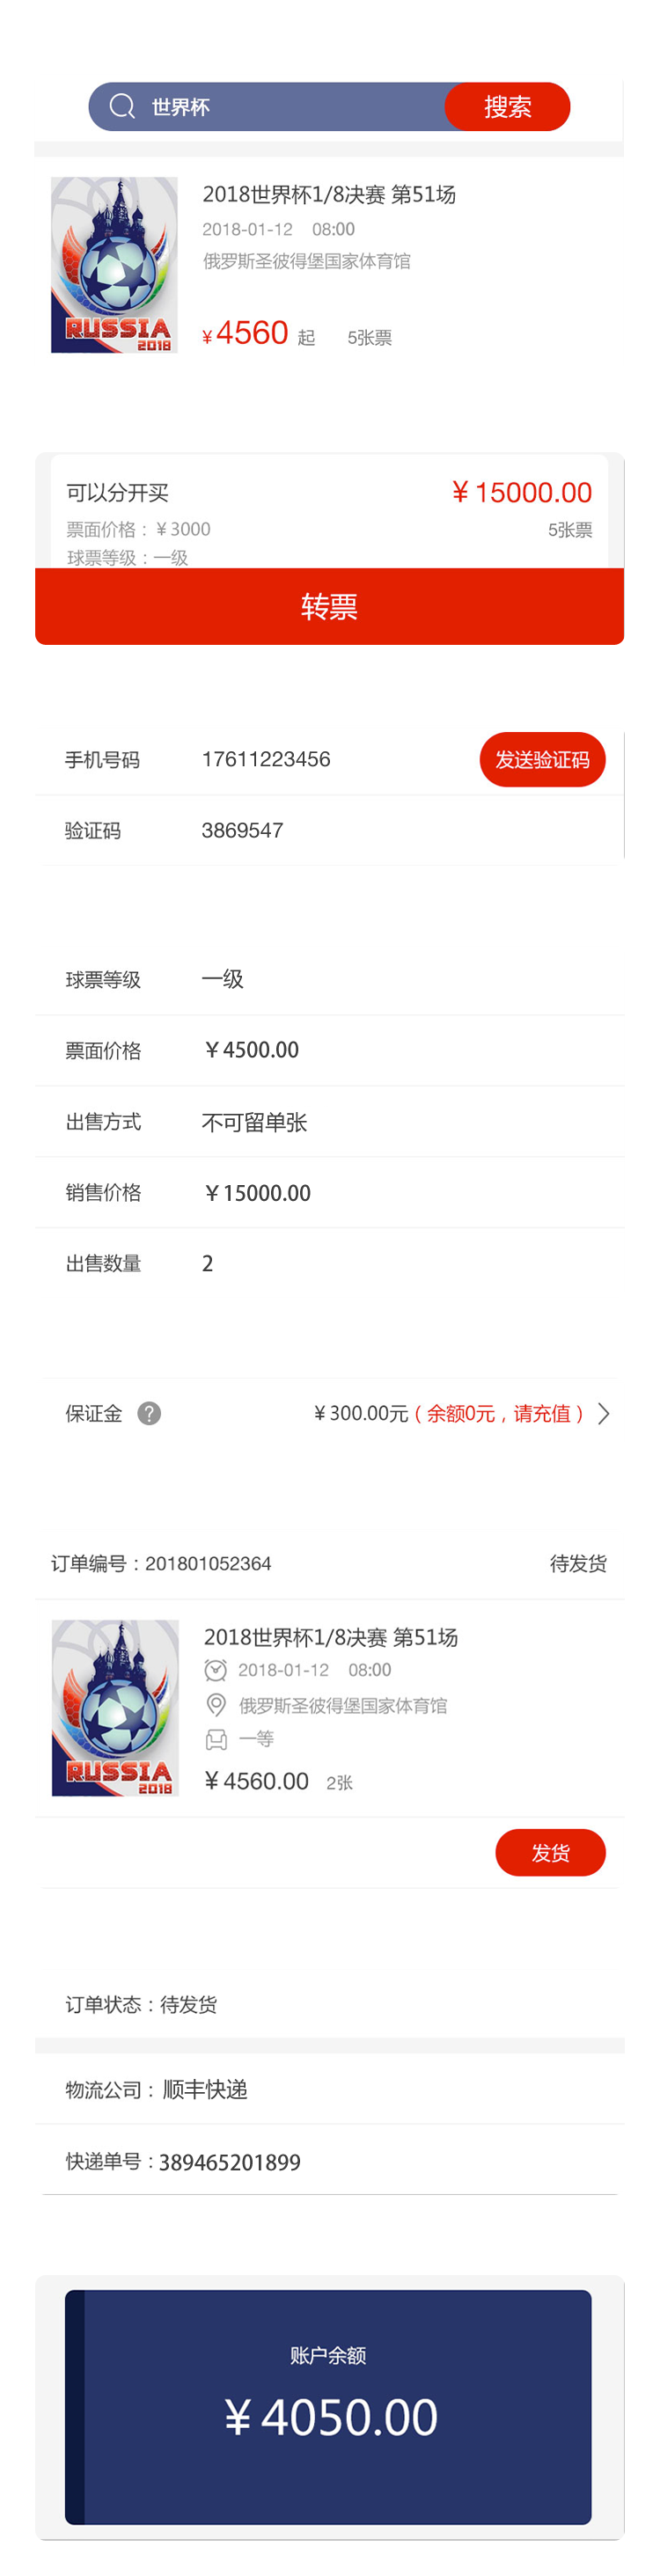 世界杯 搜索
RUSSIA
2018
2018世界杯1/8决赛 第51场
2018-01-12 08:00
俄罗斯圣彼得堡国家体育馆
¥4560 起 5张票
可以分开买 ¥15000.00
票面价格：¥3000 5张票
球票等级：一级
转票
手机号码 17611223456 发送验证码
验证码 3869547
球票等级 一级
票面价格 ¥4500.00
出售方式 不可留单张
销售价格 ¥15000.00
出售数量 2
保证金 ? ¥300.00元（余额0元，请充值）
订单编号：201801052364 待发货
RUSSIA
2018
2018世界杯1/8决赛 第51场
2018-01-12 08:00
俄罗斯圣彼得堡国家体育馆
一等
¥4560.00 2张
发货
订单状态：待发货
物流公司：顺丰快递
快递单号：389465201899
账户余额
¥4050.00